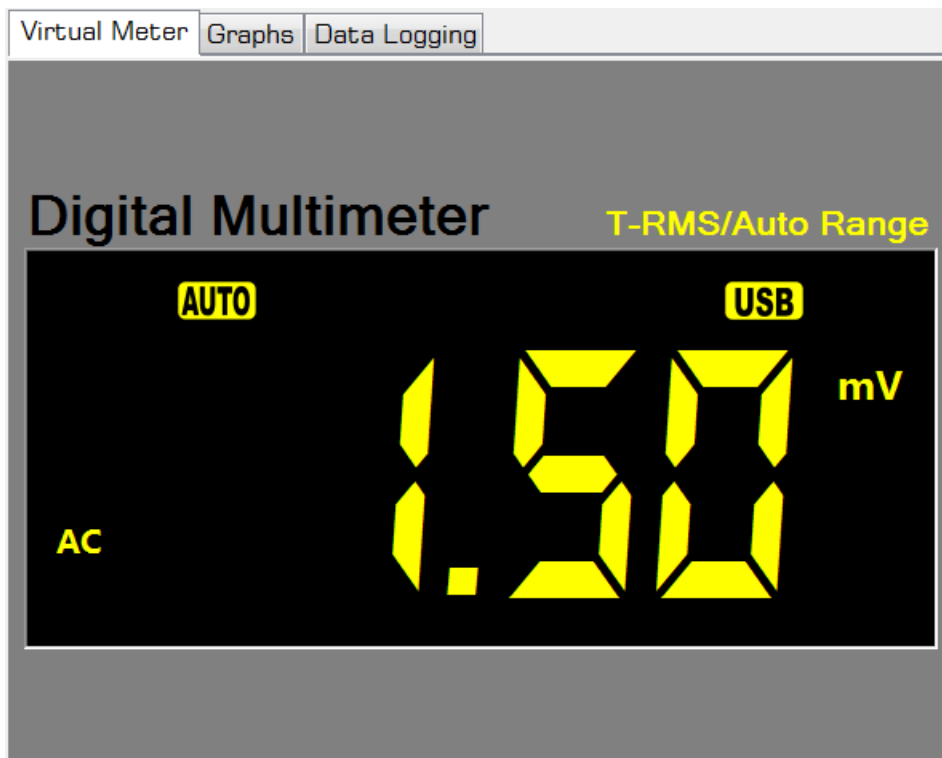 Virtual Meter Graphs Data Logging
Digital Multimeter T-RMS/Auto Range
AUTO USB
1.50 mV
AC